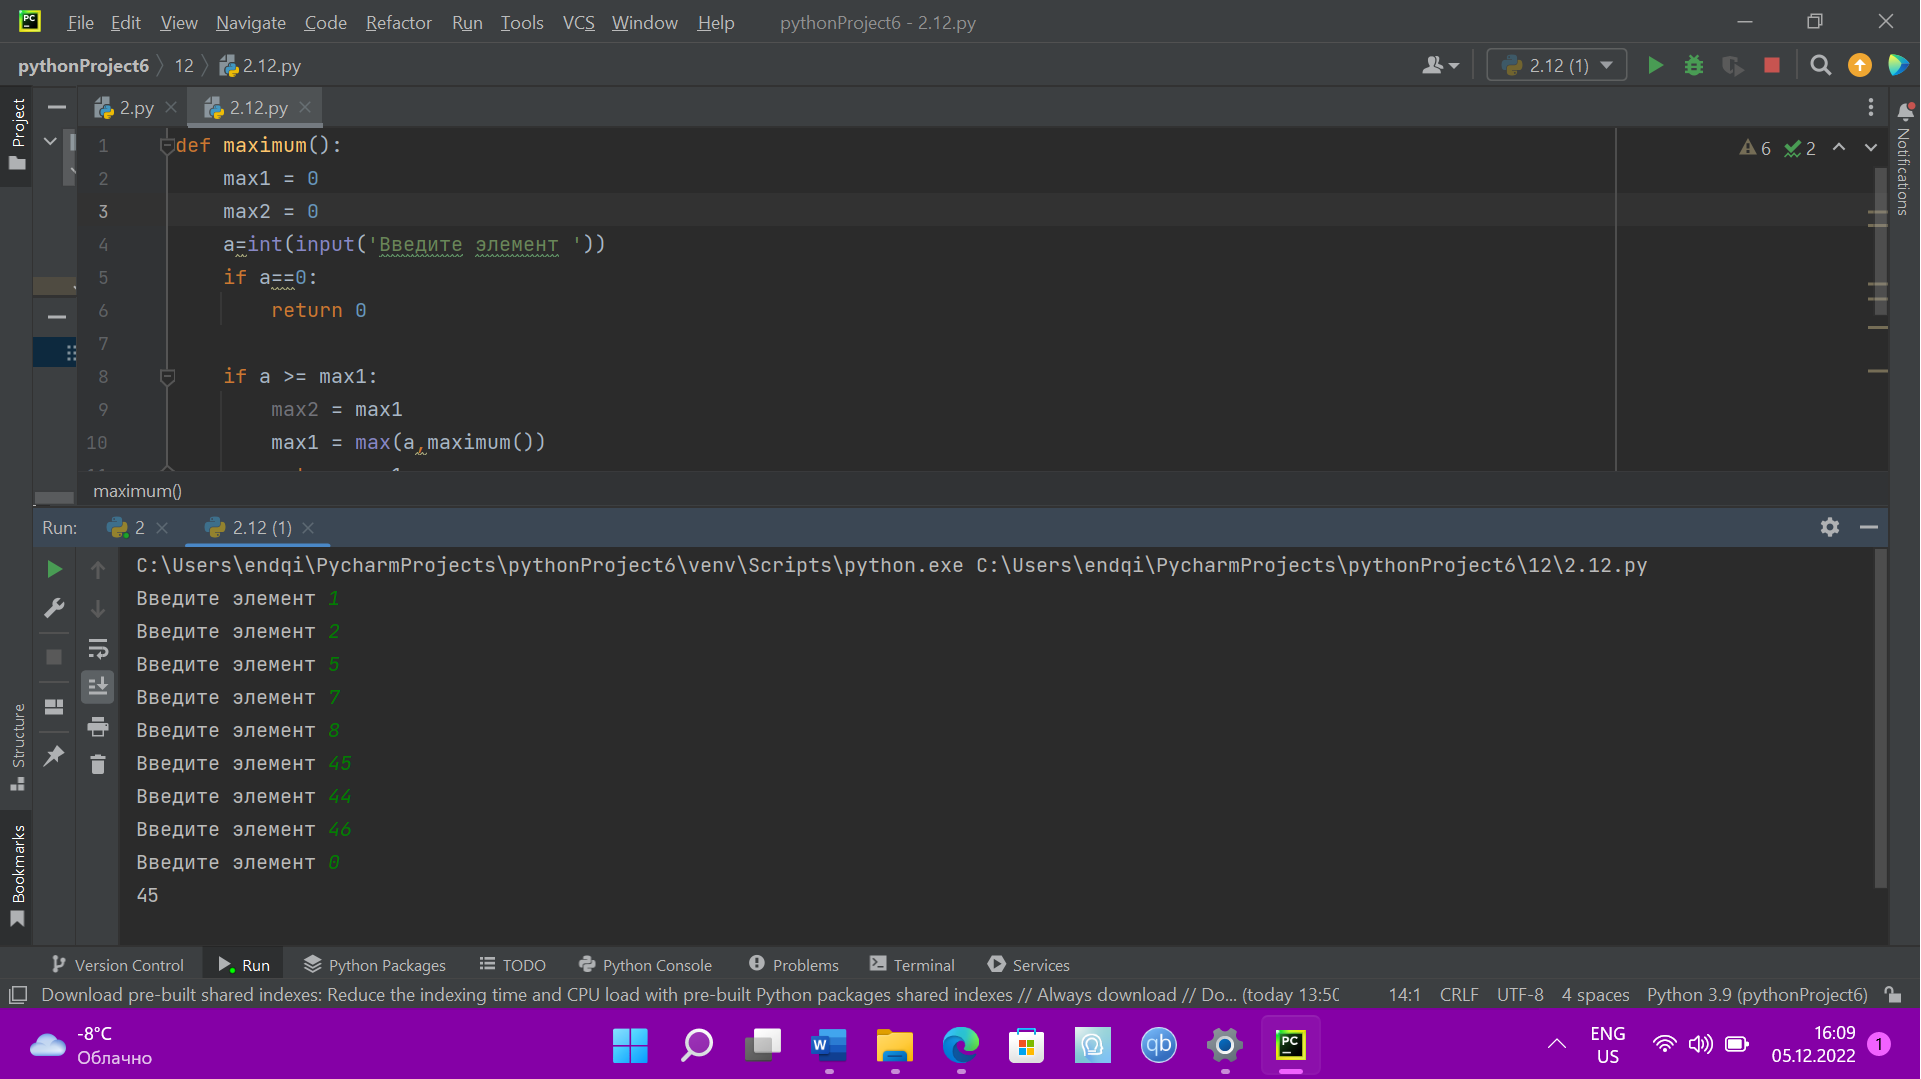 File Edit View Navigate Code Refactor Run Tools VCS Window Help pythonProject6 - 2.12.py
pythonProject6 12 2.12.py 2.12 (1)
2.py 2.12.py
Project
Notifications
6 2
1 def maximum():
2 max1 = 0
3 max2 = 0
4 a=int(input('Введите элемент '))
5 if a==0:
6 return 0
7
8 if a >= max1:
9 max2 = max1
10 max1 = max(a,maximum())
maximum()
Run: 2 2.12 (1)
C:\Users\endqi\PycharmProjects\pythonProject6\venv\Scripts\python.exe C:\Users\endqi\PycharmProjects\pythonProject6\12\2.12.py
Введите элемент 1
Введите элемент 2
Введите элемент 5
Введите элемент 7
Введите элемент 8
Введите элемент 45
Введите элемент 44
Введите элемент 46
Введите элемент 0
45
Structure
Bookmarks
Version Control Run Python Packages TODO Python Console Problems Terminal Services
Download pre-built shared indexes: Reduce the indexing time and CPU load with pre-built Python packages shared indexes // Always download // Do... (today 13:50 14:1 CRLF UTF-8 4 spaces Python 3.9 (pythonProject6)
-8°C
Облачно
ENG
US
16:09
05.12.2022
1